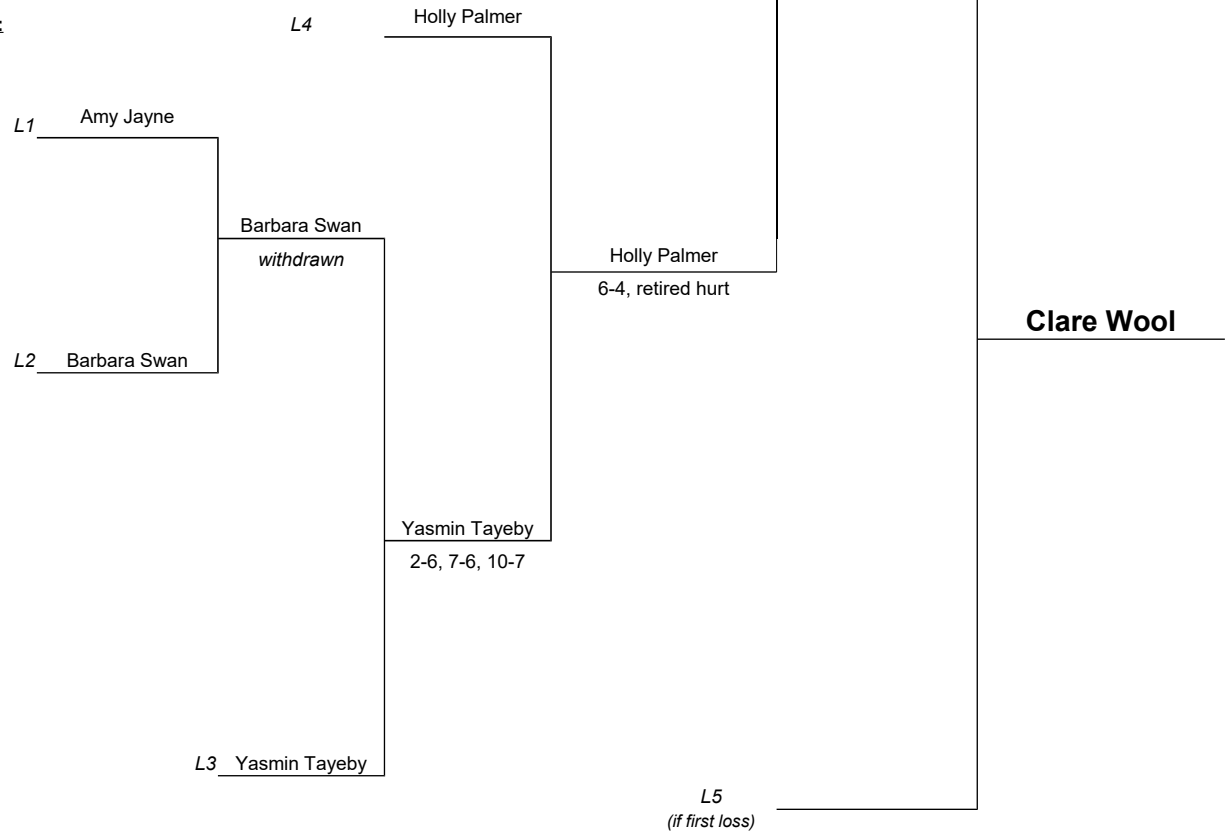 Holly Palmer
L4
Amy Jayne
L1
Barbara Swan
withdrawn
Holly Palmer
6-4, retired hurt
Clare Wool
L2 Barbara Swan
Yasmin Tayeby
2-6, 7-6, 10-7
L3 Yasmin Tayeby
L5
(if first loss)